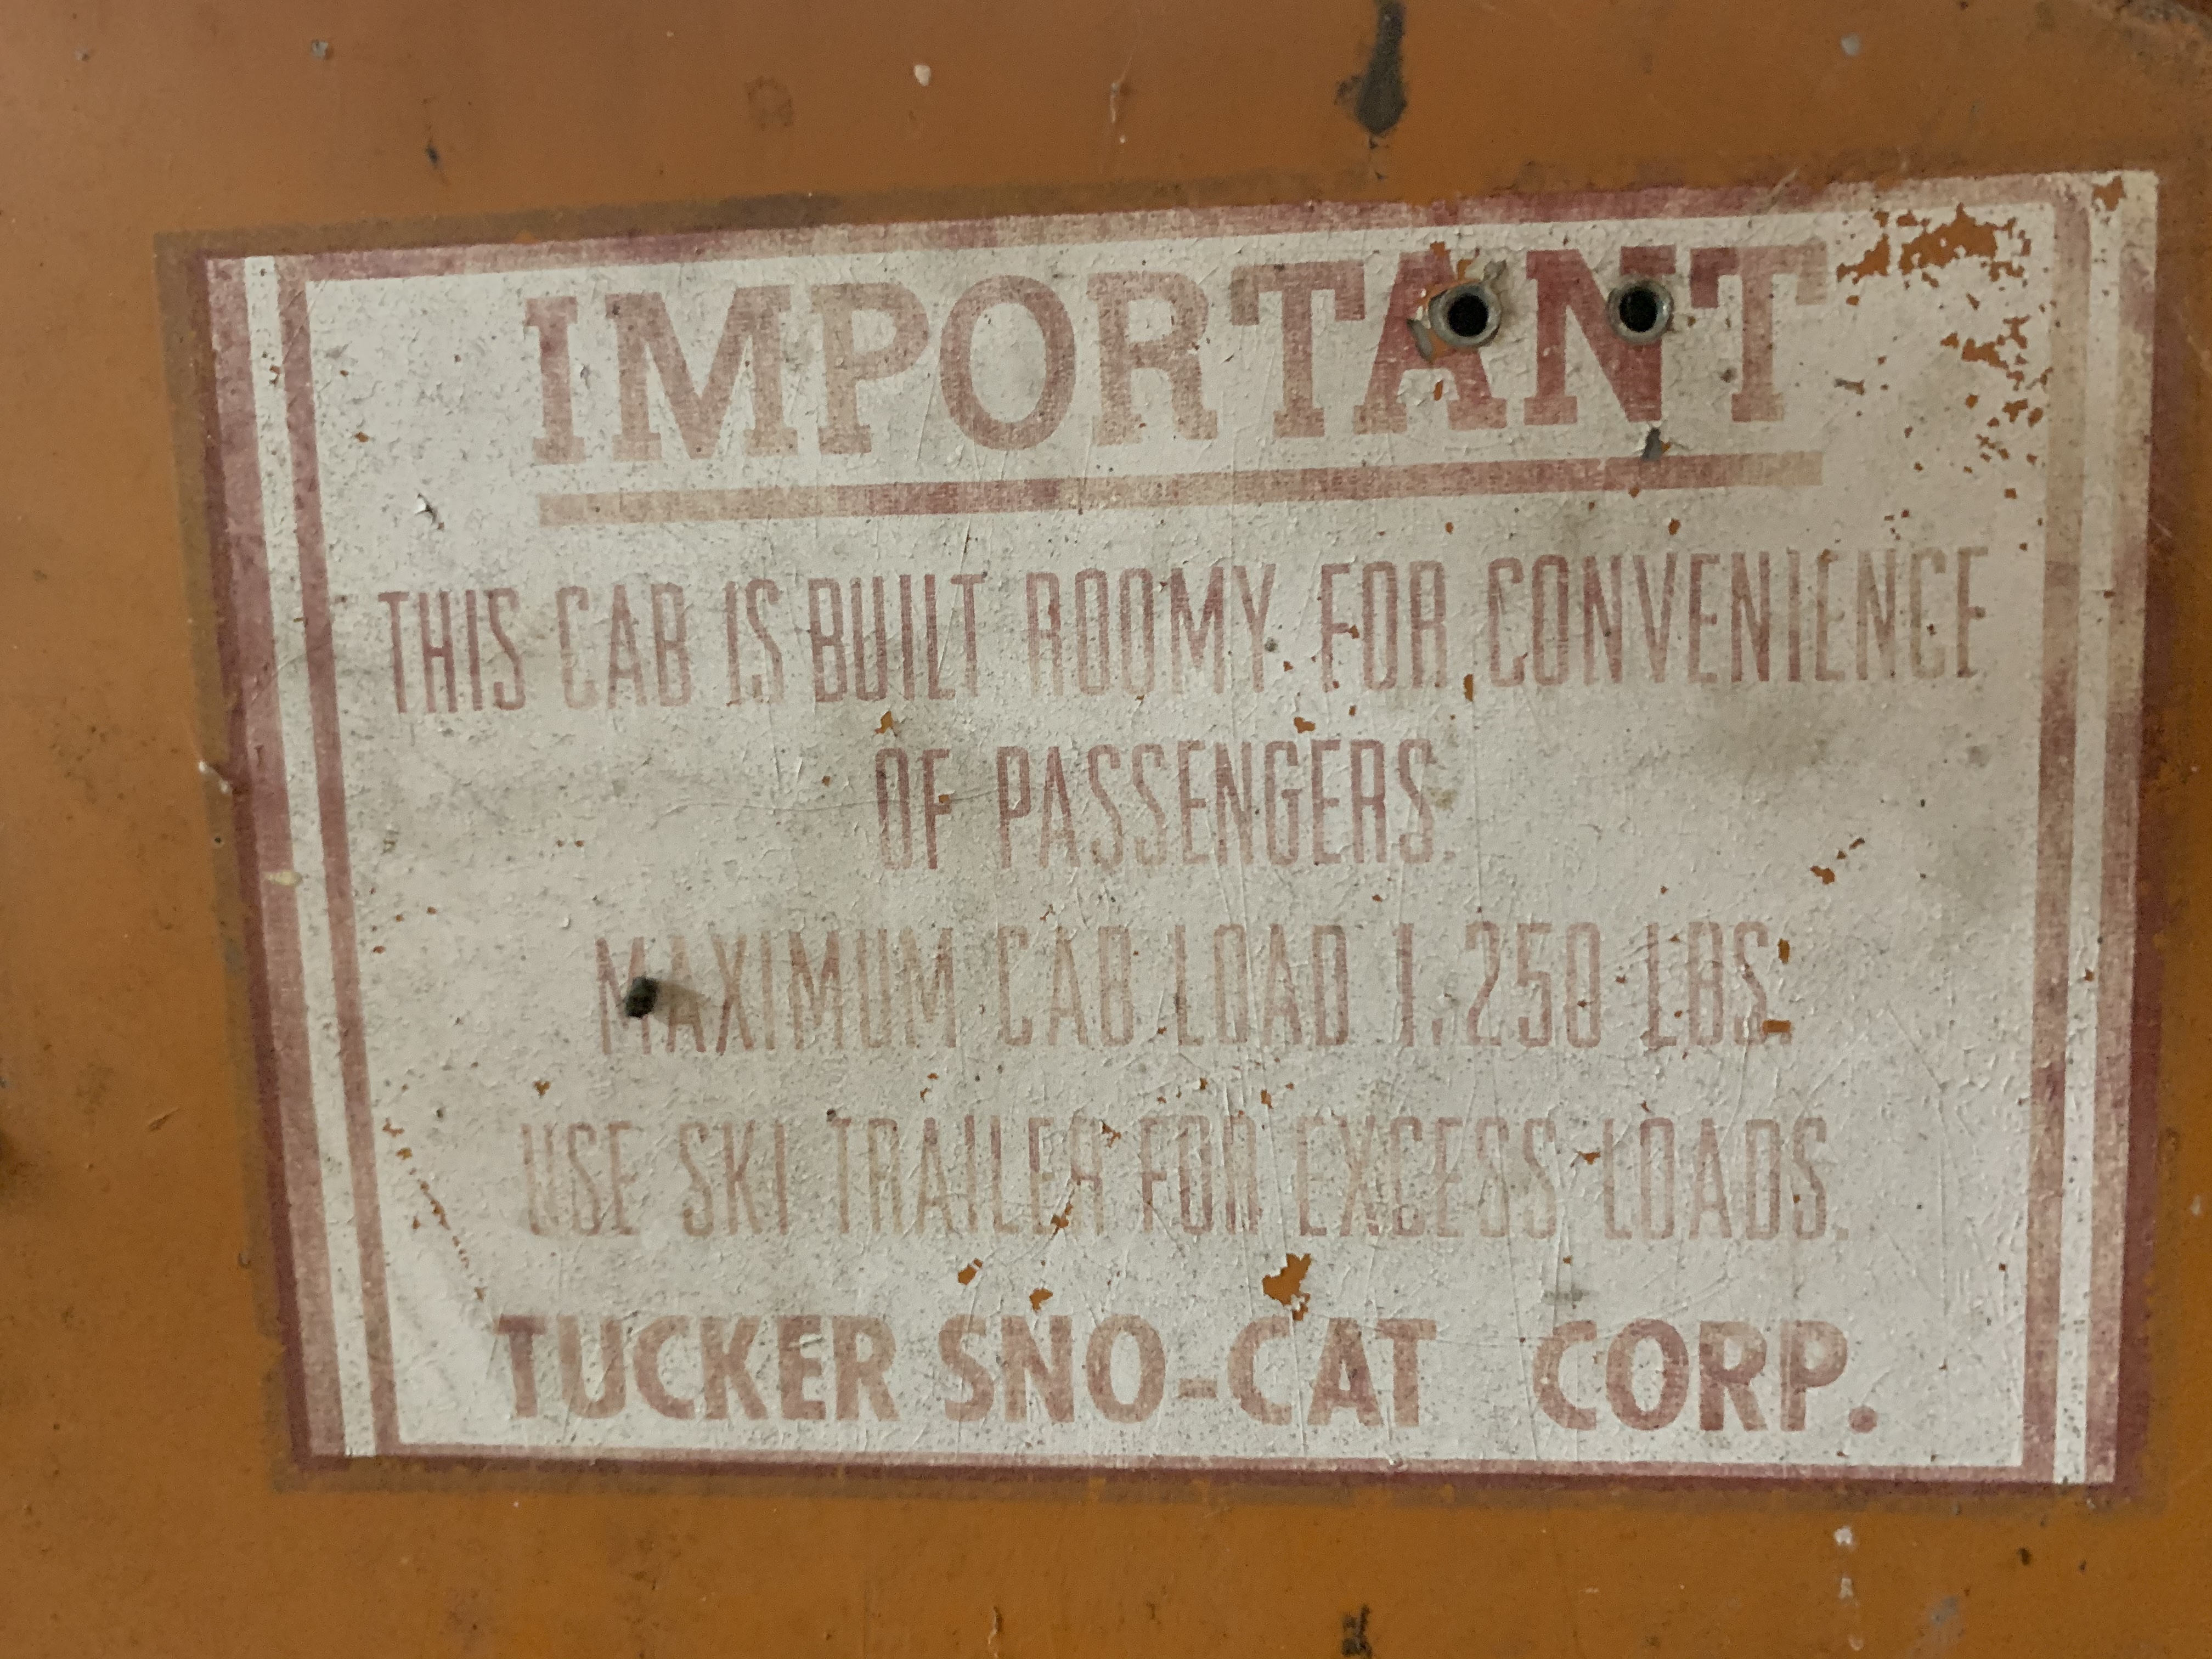 IMPORTANT
THIS CAB IS BUILT ROOMY FOR CONVENIENCE
OF PASSENGERS.
MAXIMUM CAB LOAD 1,250 LBS.
USE SKI TRAILER FOR EXCESS LOADS.
TUCKER SNO-CAT CORP.